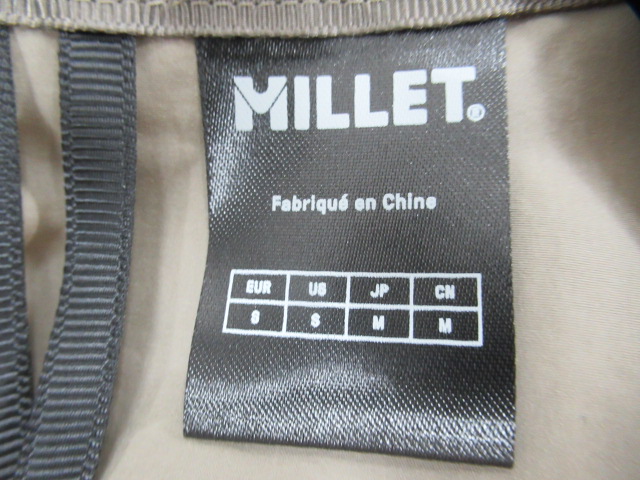 MILLET®
Fabriqué en Chine
EUR US JP CN
S S M M